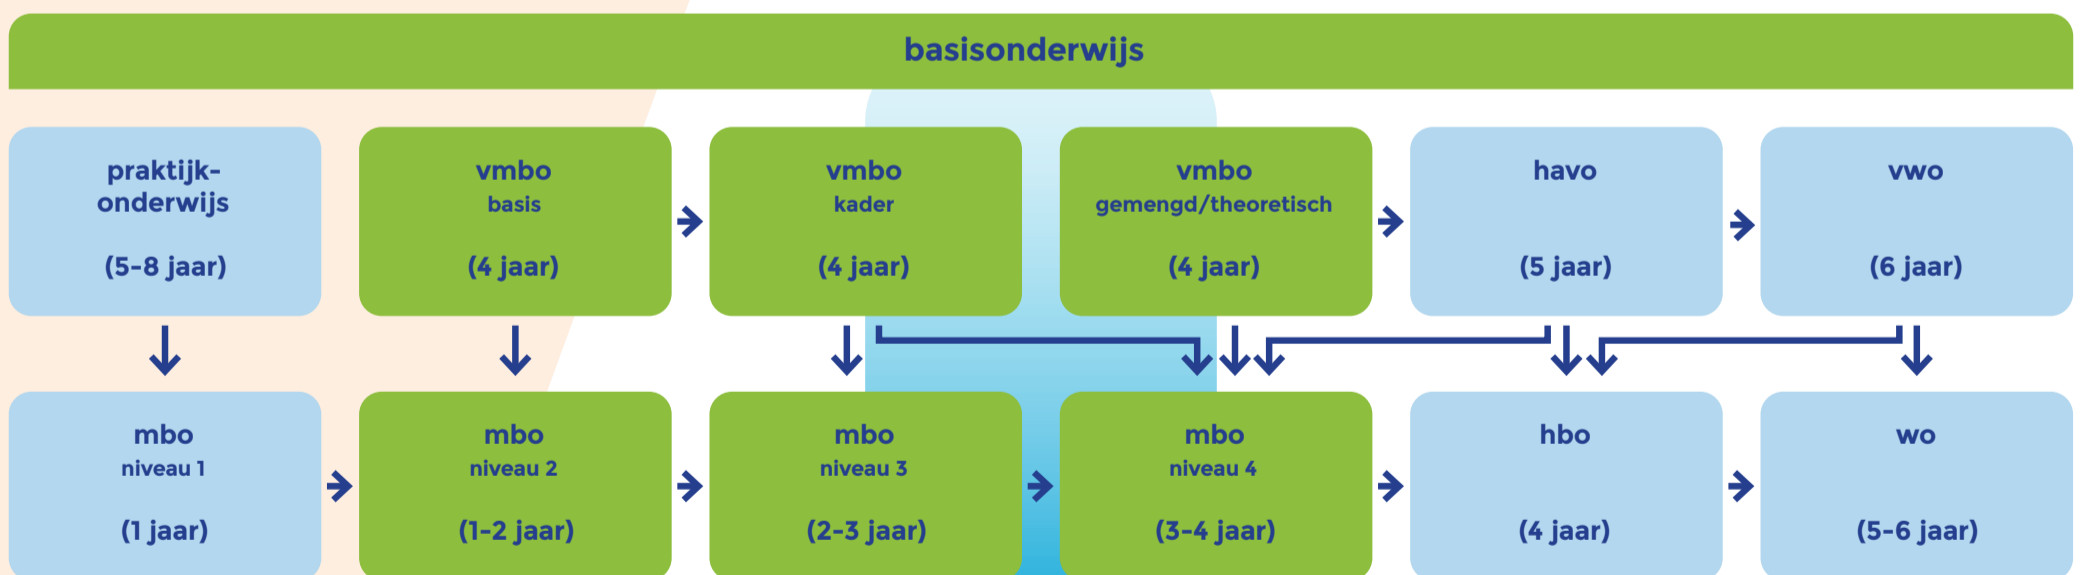 basisonderwijs
praktijk-
onderwijs
(5-8 jaar)
vmbo
basis
(4 jaar)
vmbo
kader
(4 jaar)
vmbo
gemengd/theoretisch
(4 jaar)
havo
(5 jaar)
vwo
(6 jaar)
mbo
niveau 1
(1 jaar)
mbo
niveau 2
(1-2 jaar)
mbo
niveau 3
(2-3 jaar)
mbo
niveau 4
(3-4 jaar)
hbo
(4 jaar)
wo
(5-6 jaar)